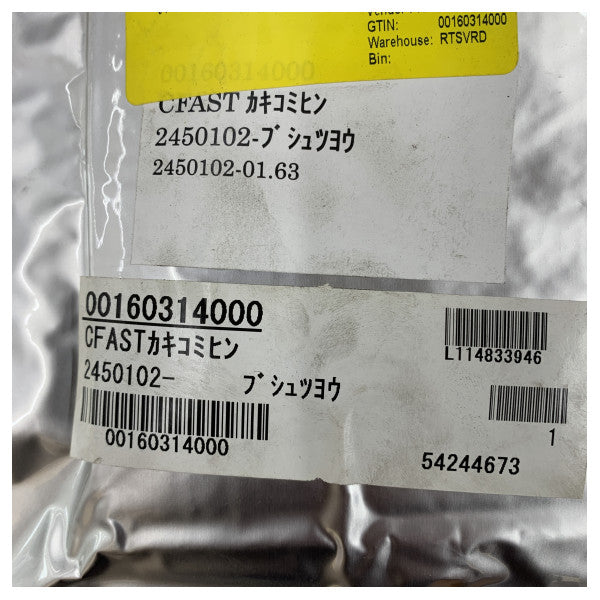 GTIN: 00160314000
Warehouse: RTSVRD
Bin:
00160314000
CFAST カキコミヒン
2450102-ブシュツヨウ
2450102-01.63
00160314000
CFASTカキコミヒン
2450102- ブシュツヨウ
00160314000
L114833946
1
54244673